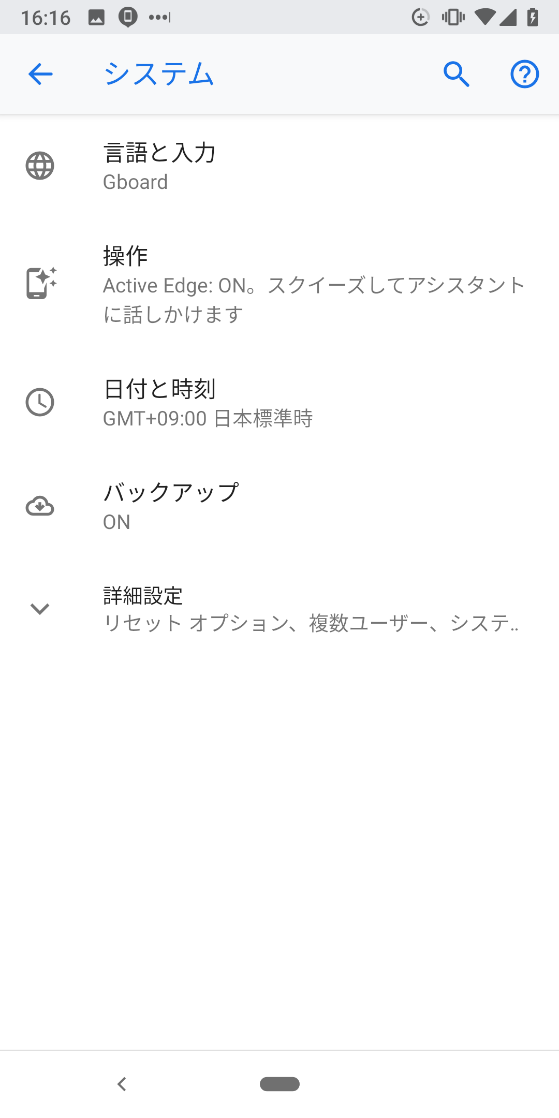 16:16
システム
言語と入力
Gboard
操作
Active Edge: ON。スクイーズしてアシスタント
に話しかけます
日付と時刻
GMT+09:00 日本標準時
バックアップ
ON
詳細設定
リセット オプション、複数ユーザー、システ..